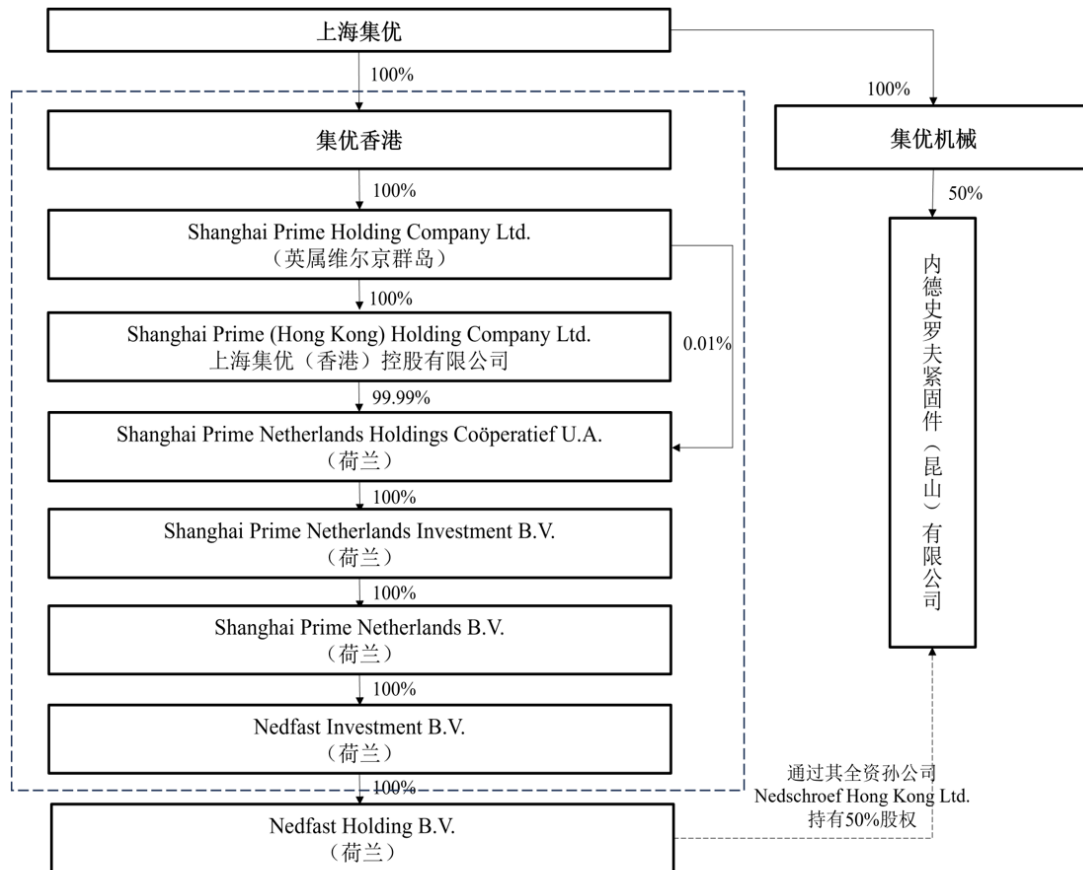 上海集优
100%
100%
集优香港
集优机械
100%
50%
Shanghai Prime Holding Company Ltd.
（英属维尔京群岛）
100%
Shanghai Prime (Hong Kong) Holding Company Ltd.
上海集优（香港）控股有限公司
0.01%
99.99%
Shanghai Prime Netherlands Holdings Coöperatief U.A.
（荷兰）
100%
Shanghai Prime Netherlands Investment B.V.
（荷兰）
100%
Shanghai Prime Netherlands B.V.
（荷兰）
100%
Nedfast Investment B.V.
（荷兰）
100%
Nedfast Holding B.V.
（荷兰）
内德史罗夫紧固件（昆山）有限公司
通过其全资孙公司
Nedschroef Hong Kong Ltd.
持有50%股权